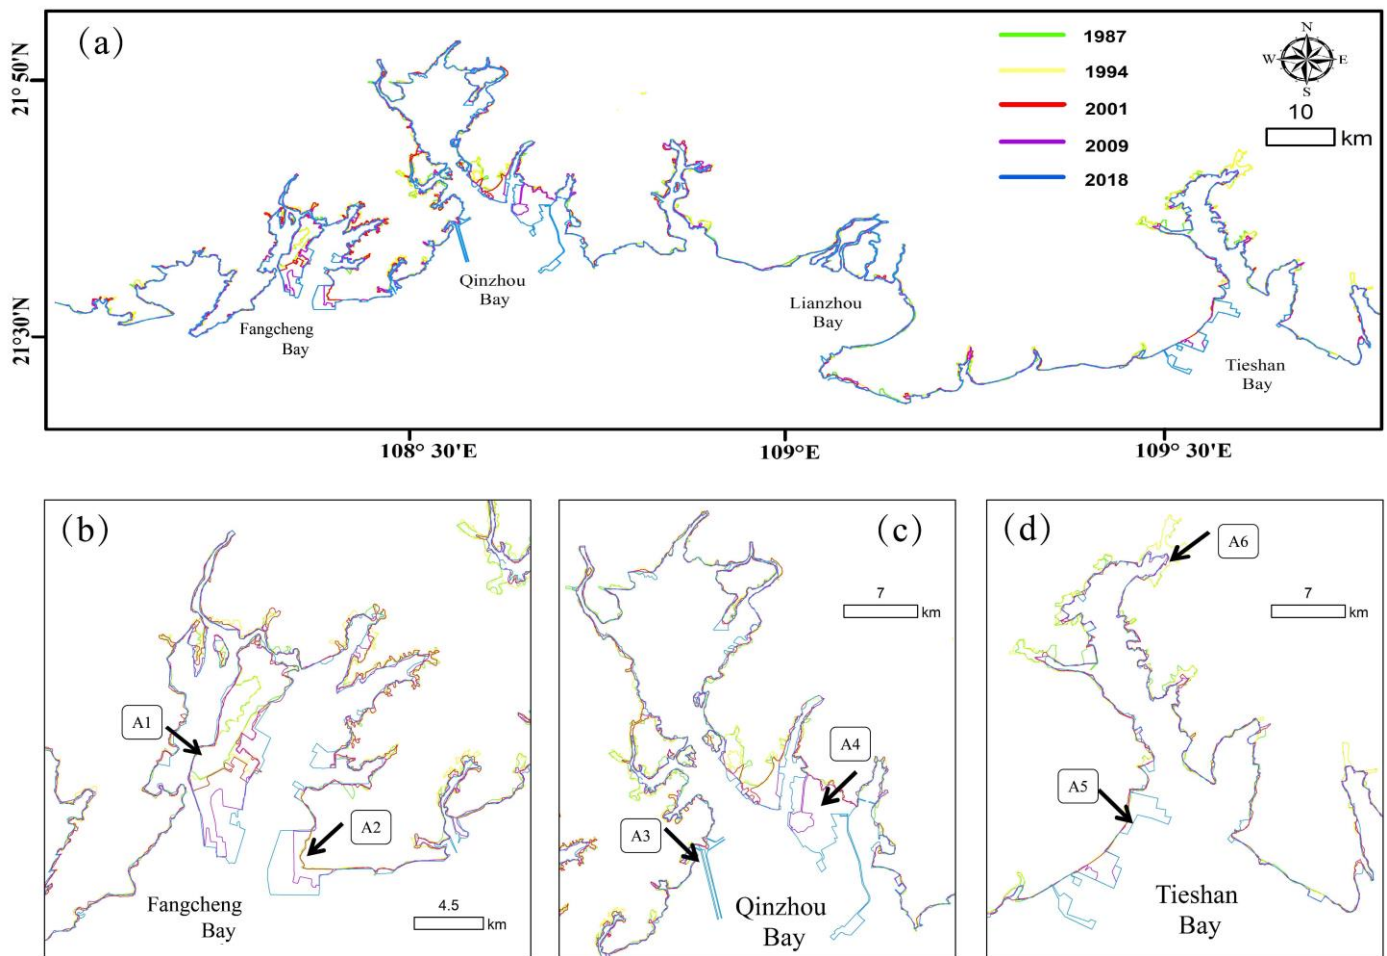 (a)
1987
1994
2001
2009
2018
N
W E
S
10
km
21° 50'N
21°30'N
Qinzhou
Bay
Fangcheng
Bay
Lianzhou
Bay
Tieshan
Bay
108° 30'E
109°E
109° 30'E
(b)
A1
A2
Fangcheng
Bay
4.5
km
(c)
7
km
A4
A3
Qinzhou
Bay
(d)
A6
7
km
A5
Tieshan
Bay